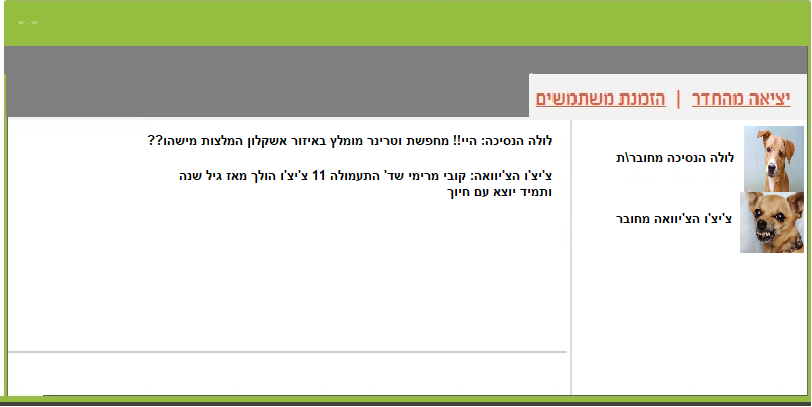 יציאה מהחדר | הזמנת משתמשים
לולה הנסיכה: היי!! מחפשת וטרינר מומלץ באיזור אשקלון המלצות מישהו??
צ'יצ'ו הצ'יוואה: קובי מרימי שד' התעמולה 11 צ'יצ'ו הולך מאז גיל שנה
ותמיד יוצא עם חיוך
לולה הנסיכה מחובר\ת
צ'יצ'ו הצ'יוואה מחובר